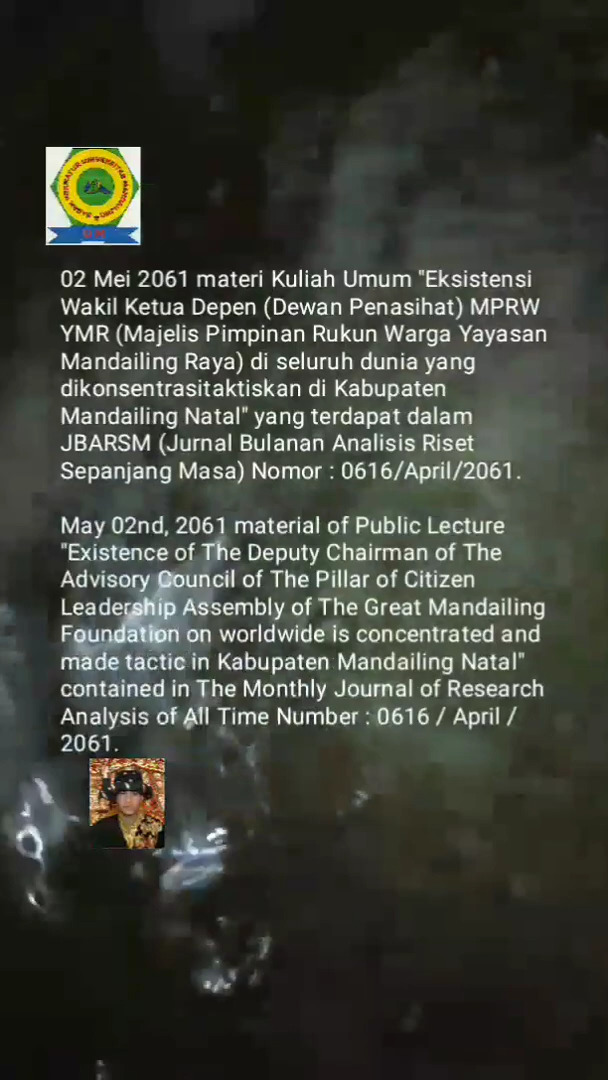 02 Mei 2061 materi Kuliah Umum "Eksistensi
Wakil Ketua Depen (Dewan Penasihat) MPRW
YMR (Majelis Pimpinan Rukun Warga Yayasan
Mandailing Raya) di seluruh dunia yang
dikonsentrasitaktiskan di Kabupaten
Mandailing Natal" yang terdapat dalam
JBARSM (Jurnal Bulanan Analisis Riset
Sepanjang Masa) Nomor : 0616/April/2061.
May 02nd, 2061 material of Public Lecture
"Existence of The Deputy Chairman of The
Advisory Council of The Pillar of Citizen
Leadership Assembly of The Great Mandailing
Foundation on worldwide is concentrated and
made tactic in Kabupaten Mandailing Natal"
contained in The Monthly Journal of Research
Analysis of All Time Number : 0616 / April /
2061.